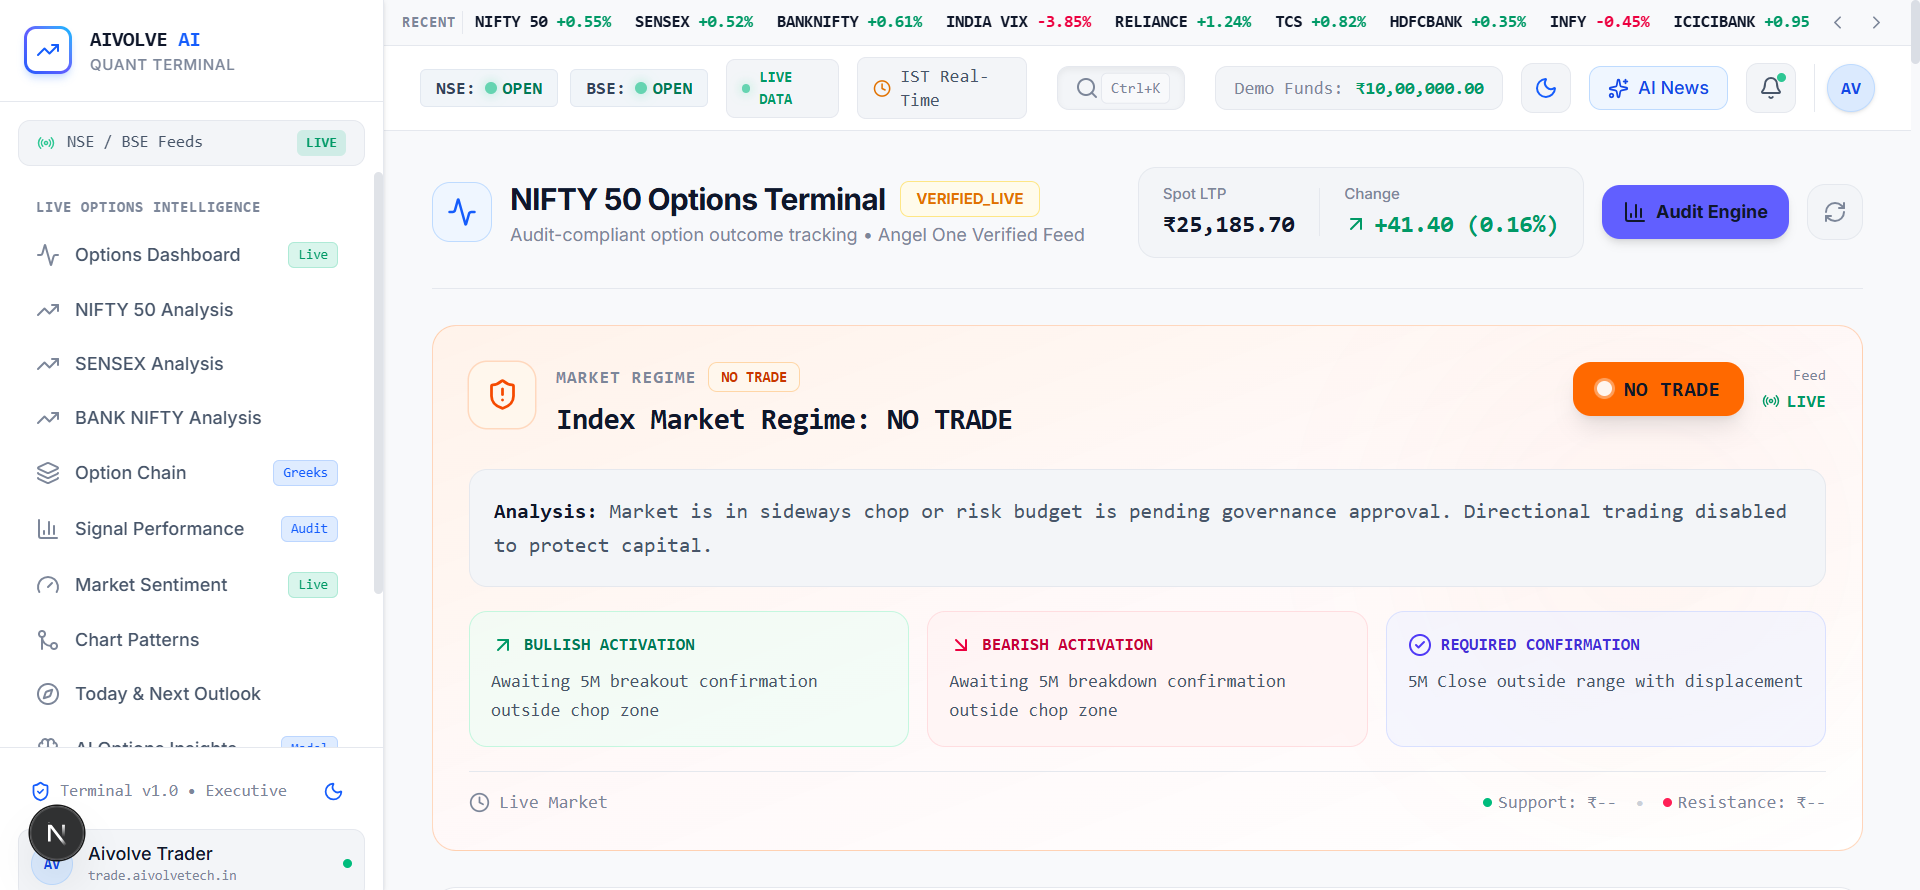 AIVOLVE AI
QUANT TERMINAL
NSE / BSE Feeds LIVE
LIVE OPTIONS INTELLIGENCE
Options Dashboard Live
NIFTY 50 Analysis
SENSEX Analysis
BANK NIFTY Analysis
Option Chain Greeks
Signal Performance Audit
Market Sentiment Live
Chart Patterns
Today & Next Outlook
AI Options Insights Model
Terminal v1.0 • Executive
N
AV
Aivolve Trader
trade.aivolvetech.in
RECENT NIFTY 50 +0.55% SENSEX +0.52% BANKNIFTY +0.61% INDIA VIX -3.85% RELIANCE +1.24% TCS +0.82% HDFCBANK +0.35% INFY -0.45% ICICIBANK +0.95
NSE: OPEN BSE: OPEN LIVE DATA IST Real-Time Ctrl+K Demo Funds: ₹10,00,000.00 AI News AV
NIFTY 50 Options Terminal VERIFIED_LIVE
Audit-compliant option outcome tracking • Angel One Verified Feed
Spot LTP Change
₹25,185.70 +41.40 (0.16%)
Audit Engine
MARKET REGIME NO TRADE
Index Market Regime: NO TRADE
NO TRADE
Feed
LIVE
Analysis: Market is in sideways chop or risk budget is pending governance approval. Directional trading disabled
to protect capital.
BULLISH ACTIVATION
Awaiting 5M breakout confirmation
outside chop zone
BEARISH ACTIVATION
Awaiting 5M breakdown confirmation
outside chop zone
REQUIRED CONFIRMATION
5M Close outside range with displacement
Live Market
Support: ₹-- • Resistance: ₹--